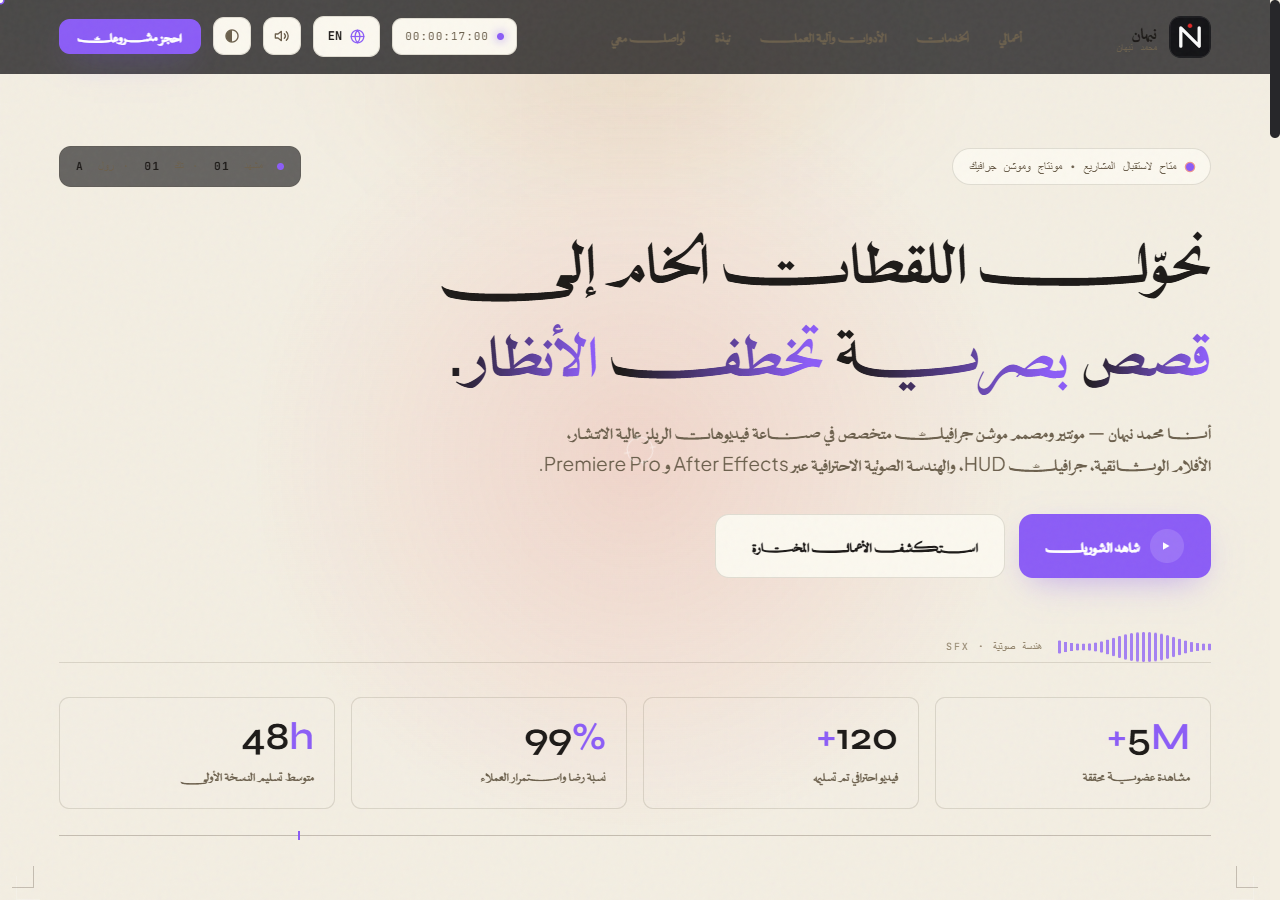 نبهان
محمد نبهان
أعمالي
الخدمات
الأدوات وآلية العمل
نبذة
تواصل معي
00:00:17:00
EN
احجز مشروعك
متاح لاستقبال المشاريع • مونتاج وموشن جرافيك
01 01 A
نحوّل اللقطات الخام إلى
قصص بصرية تخطف الأنظار.
أنا محمد نبهان — مونتير ومصمم موشن جرافيك متخصص في صناعة فيديوهات الريلز عالية الانتشار،
الأفلام الوثائقية، جرافيك HUD، والهندسة الصوتية الاحترافية عبر After Effects و Premiere Pro.
شاهد الشوريل
استكشف الأعمال المختارة
هندسة صوتية · SFX
+5M
مشاهدة عضوية محققة
+120
فيديو احترافي تم تسليمه
99%
نسبة رضا واستمرار العملاء
48h
متوسط تسليم النسخة الأولى